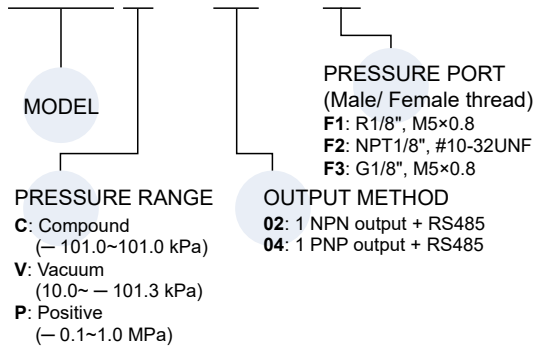 MODEL
PRESSURE PORT
(Male/ Female thread)
F1: R1/8", M5×0.8
F2: NPT1/8", #10-32UNF
F3: G1/8", M5×0.8
PRESSURE RANGE
C: Compound
(— 101.0~101.0 kPa)
V: Vacuum
(10.0~ — 101.3 kPa)
P: Positive
(— 0.1~1.0 MPa)
OUTPUT METHOD
02: 1 NPN output + RS485
04: 1 PNP output + RS485